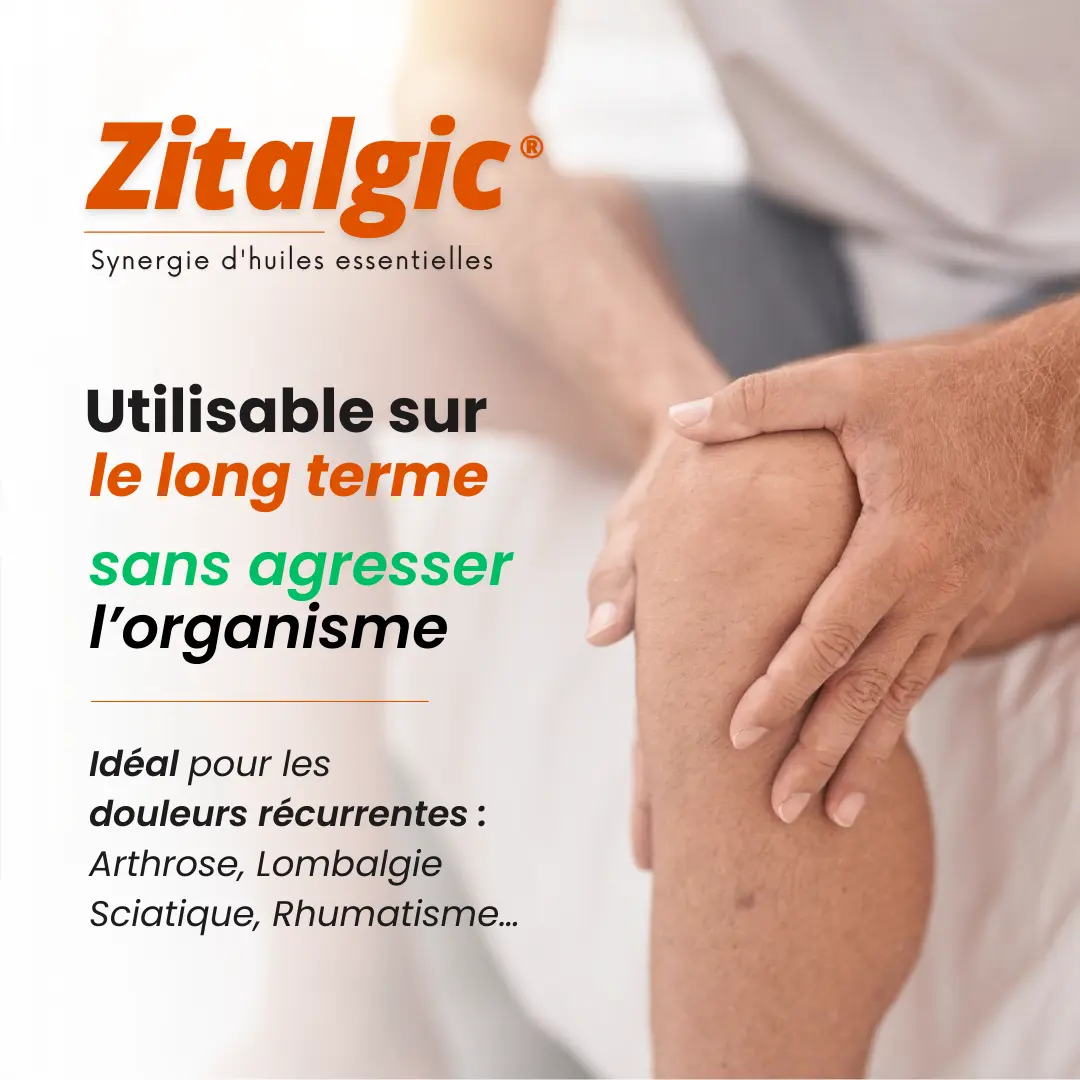 Zitalgic®
Synergie d'huiles essentielles
Utilisable sur
le long terme
sans agresser
l’organisme
Idéal pour les
douleurs récurrentes :
Arthrose, Lombalgie
Sciatique, Rhumatisme...